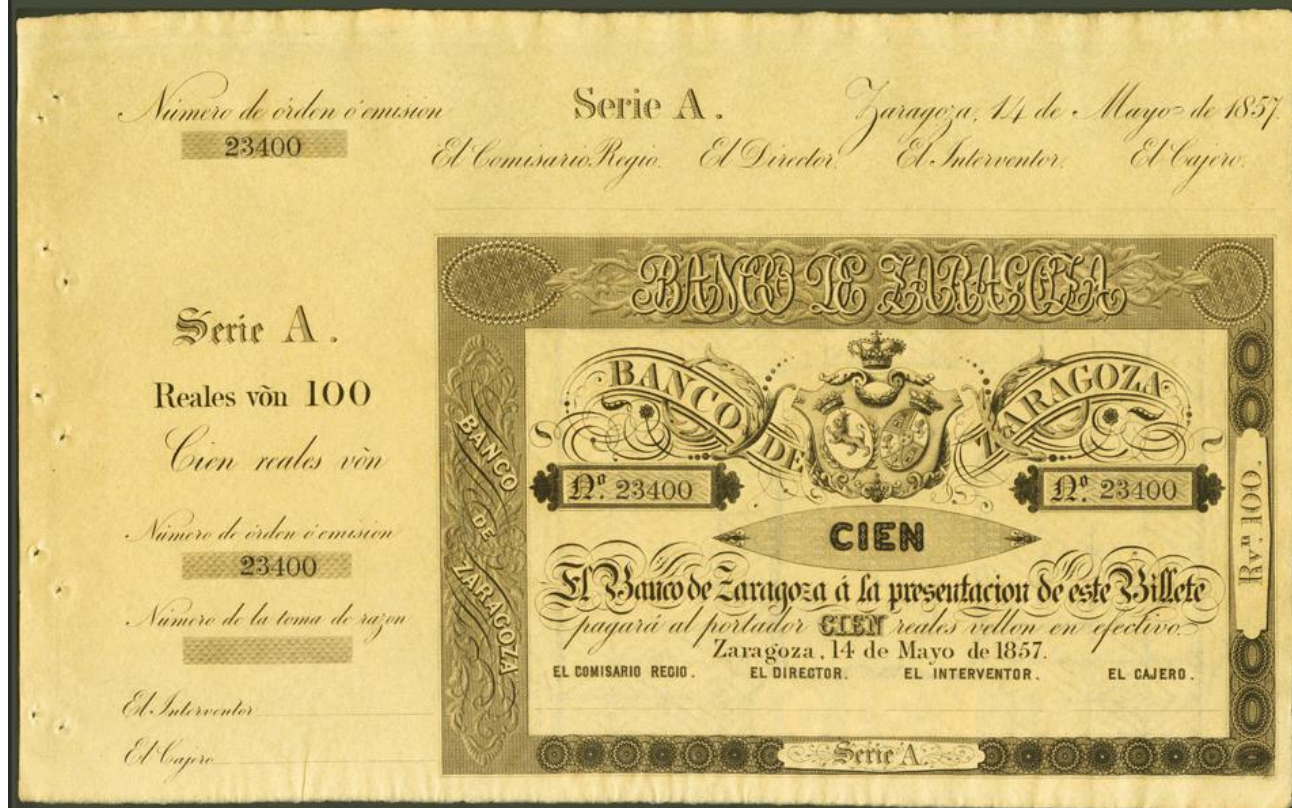 Número de órden ó emision
23400
Serie A.
Zaragoza, 14 de Mayo de 1857.
El Comisario Regio. El Director. El Interventor. El Cajero.
Serie A.
Reales vòn 100
Cien reales vòn
Número de órden ó emision
23400
Número de la toma de razon
El Interventor
El Cajero
BANCO DE ZARAGOZA
BANCO DE ZARAGOZA
BANCO DE ZARAGOZA
Nº. 23400
Nº. 23400
CIEN
El Banco de Zaragoza á la presentacion de este Billete
pagará al portador CIEN reales vellon en efectivo.
Zaragoza, 14 de Mayo de 1857.
EL COMISARIO REGIO. EL DIRECTOR. EL INTERVENTOR. EL CAJERO.
Serie A.
Rvⁿ. 100.